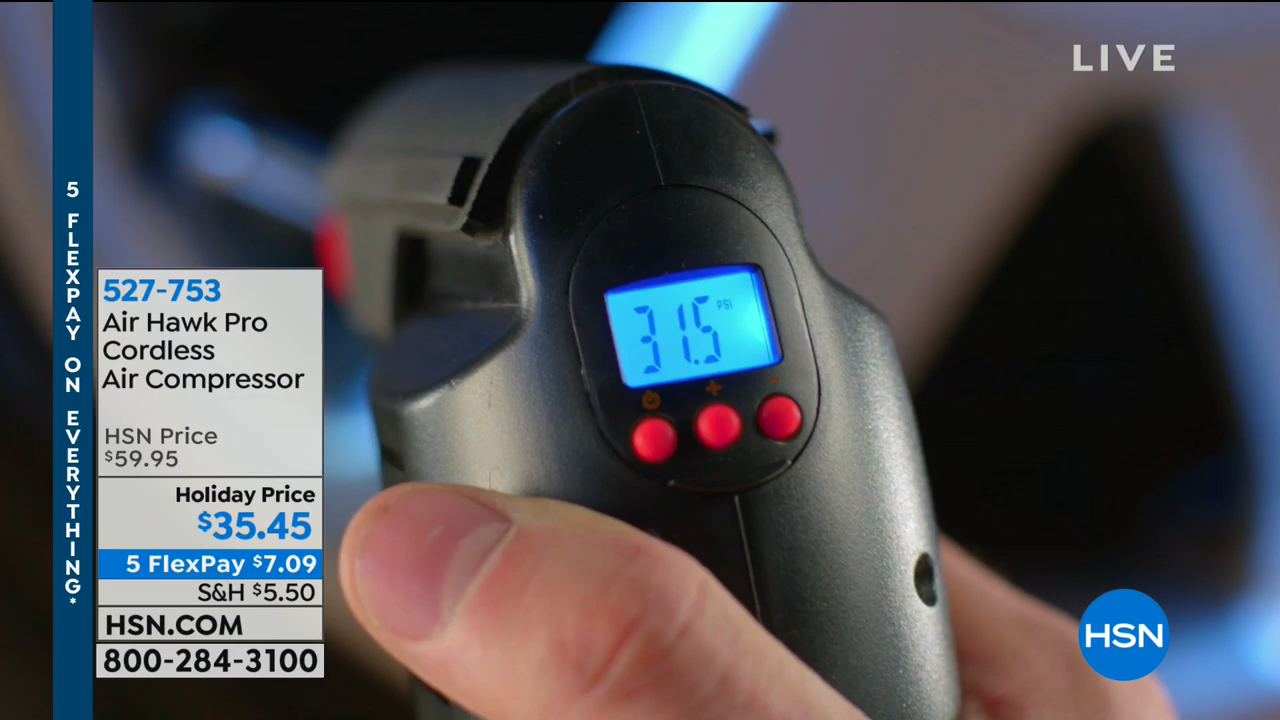 LIVE
5 FLEXPAY ON EVERYTHING*
527-753
Air Hawk Pro
Cordless
Air Compressor
HSN Price
$59.95
Holiday Price
$35.45
5 FlexPay $7.09
S&H $5.50
HSN.COM
800-284-3100
31.5 PSI
+ -
HSN